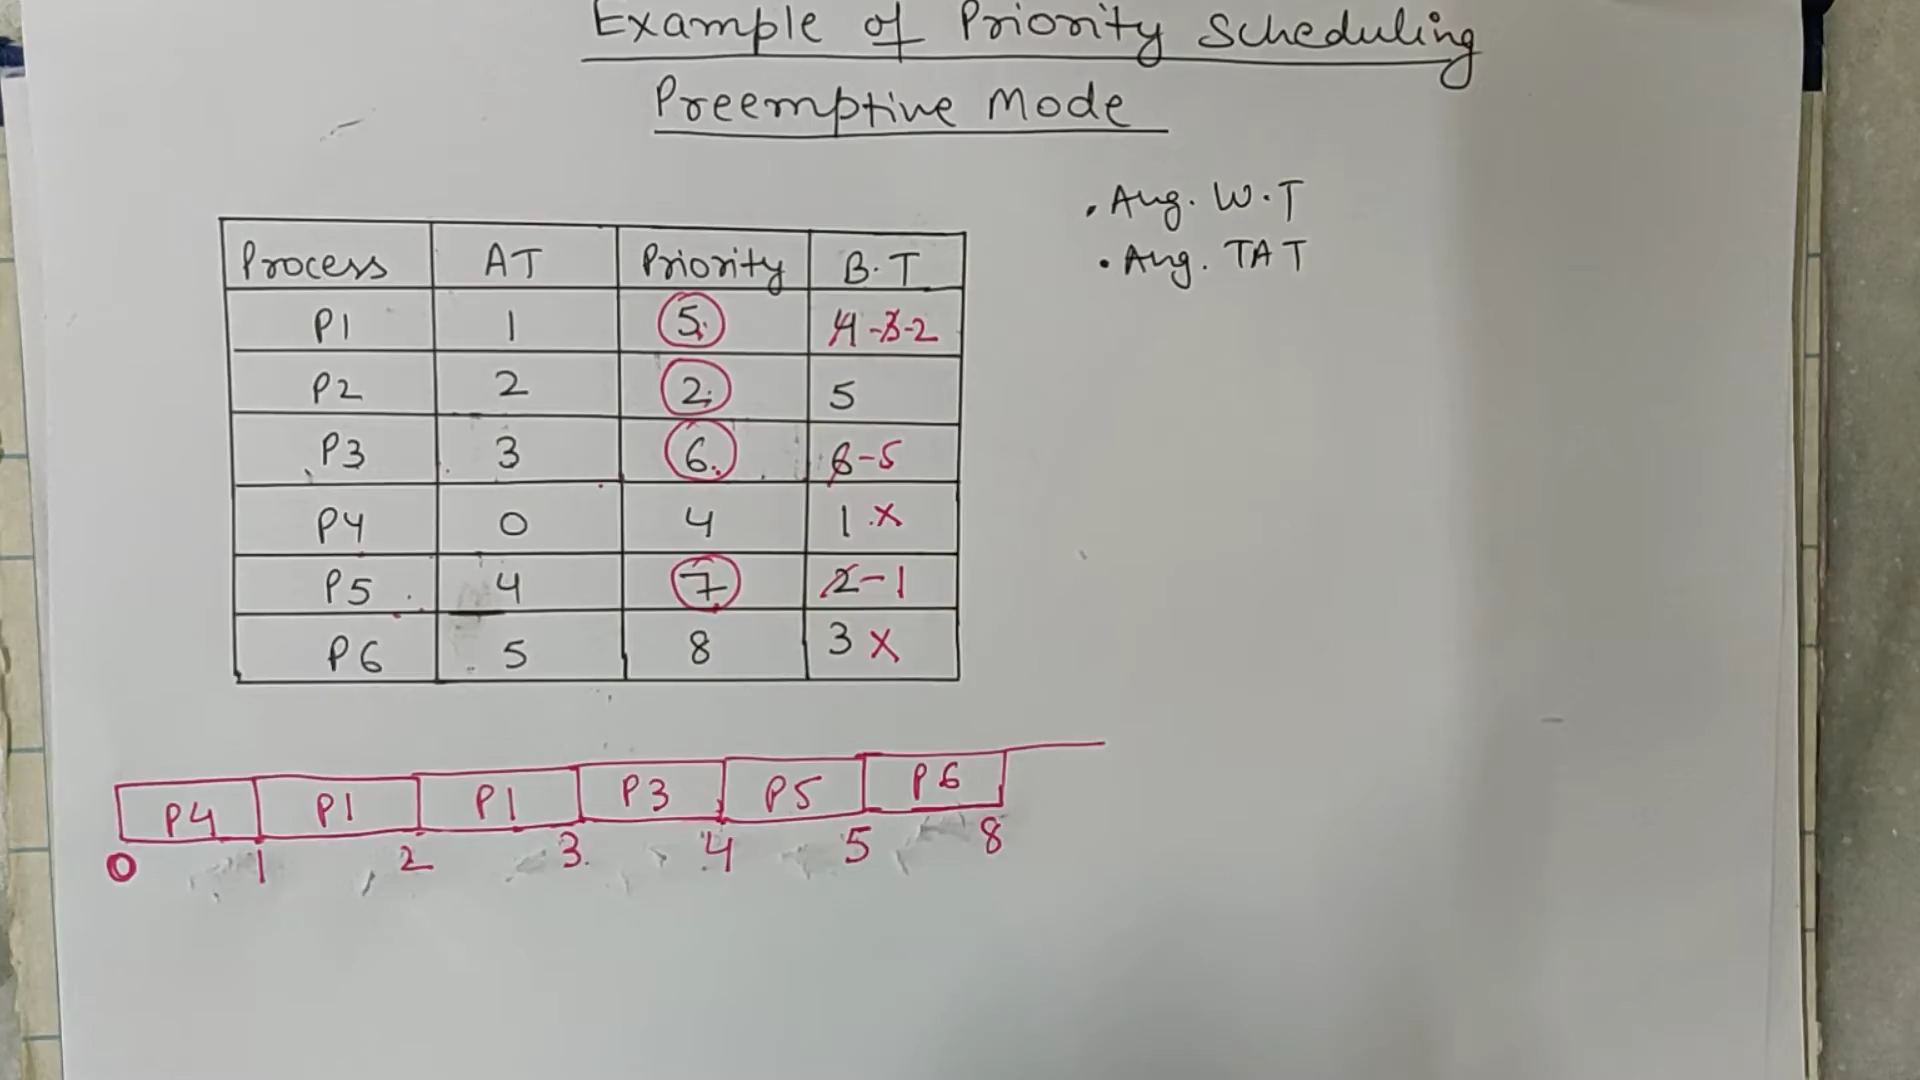 Example of Priority Scheduling
Preemptive Mode
• Avg. W.T
• Avg. TAT
Process AT Priority B.T
P1 1 5 4-3-2
P2 2 2 5
P3 3 6 6-5
P4 0 4 1 x
P5 4 7 2-1
P6 5 8 3 x
P4 P1 P1 P3 P5 P6
0 1 2 3 4 5 8